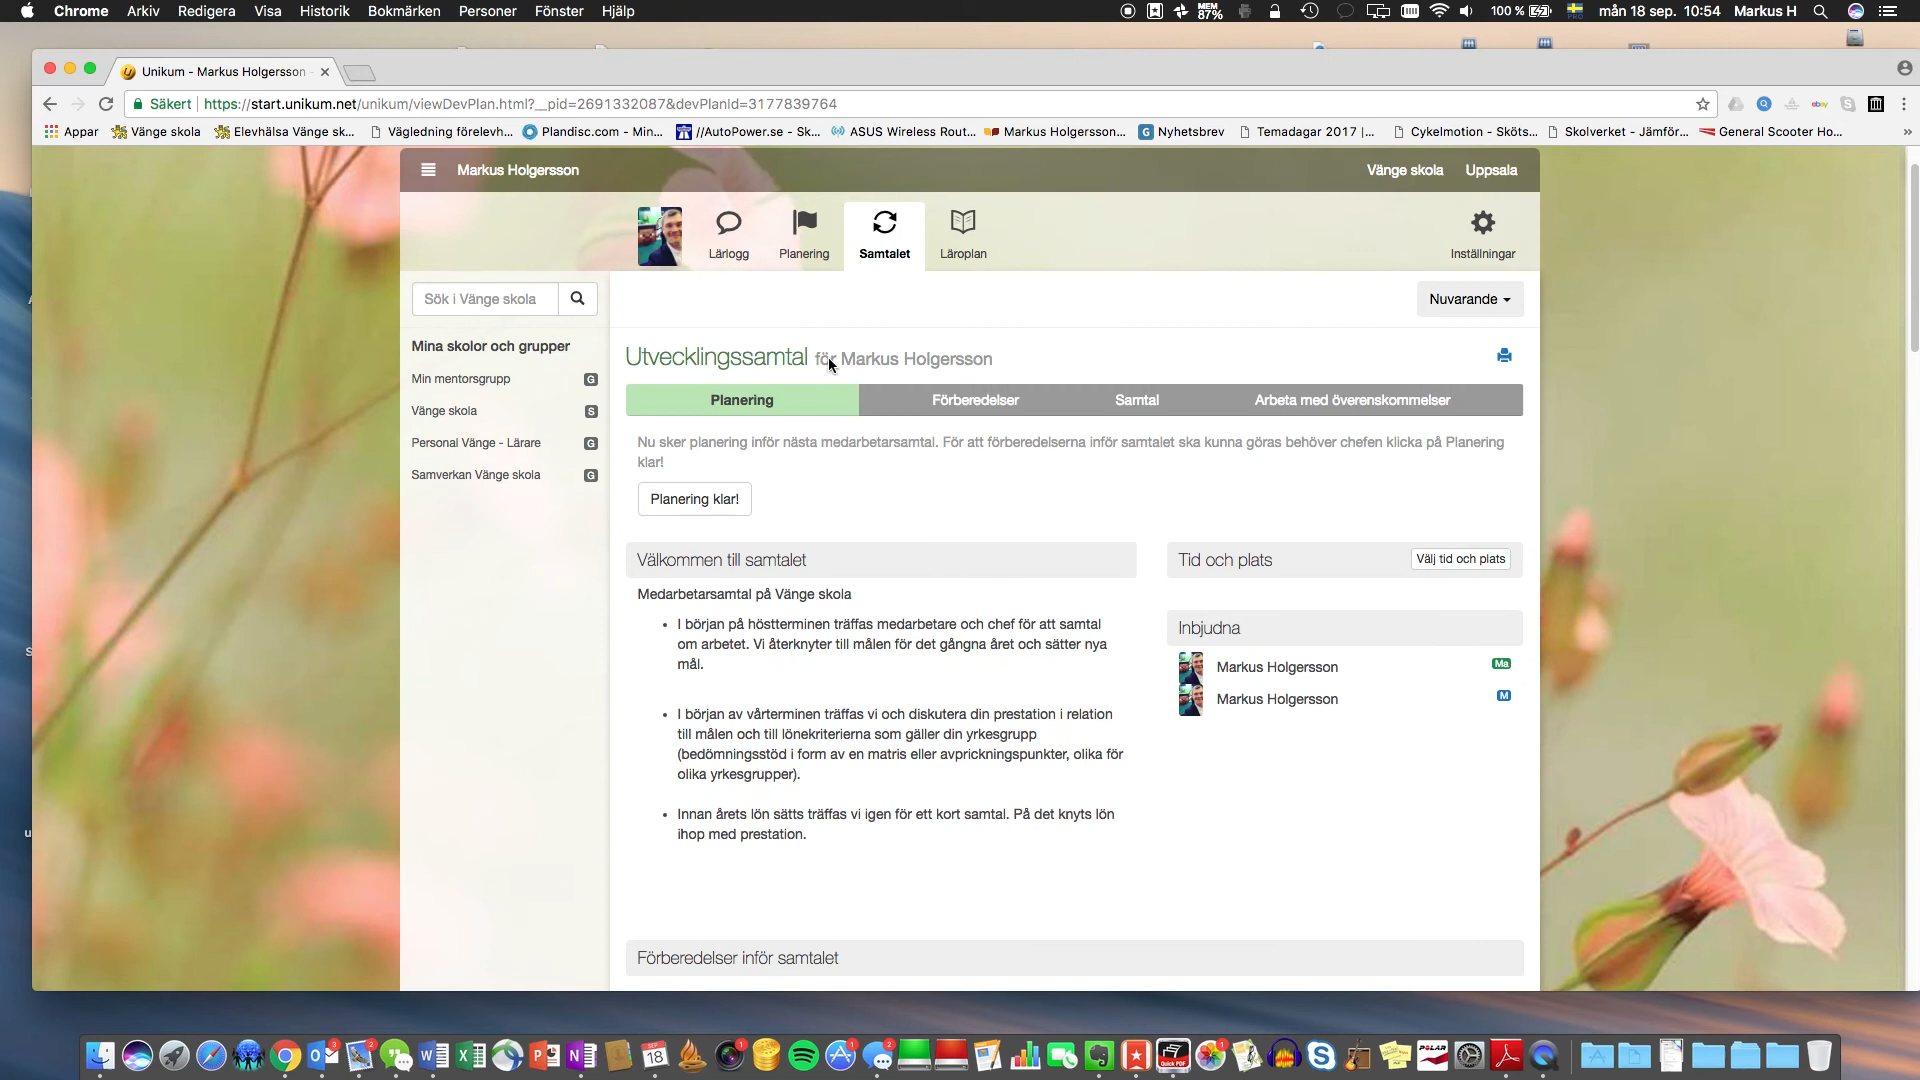 Chrome Arkiv Redigera Visa Historik Bokmärken Personer Fönster Hjälp
MEM 87% 100 % PRO mån 18 sep. 10:54 Markus H
Unikum - Markus Holgersson
Säkert https://start.unikum.net/unikum/viewDevPlan.html?__pid=2691332087&devPlanId=3177839764
ebay
Appar Vänge skola Elevhälsa Vänge sk... Vägledning förelevh... Plandisc.com - Min... //AutoPower.se - Sk... ASUS Wireless Rout... Markus Holgersson... Nyhetsbrev Temadagar 2017 |... Cykelmotion - Sköts... Skolverket - Jämför... General Scooter Ho... »
Markus Holgersson Vänge skola Uppsala
Lärlogg Planering Samtalet Läroplan Inställningar
Sök i Vänge skola
Nuvarande
Mina skolor och grupper
Min mentorsgrupp G
Vänge skola S
Personal Vänge - Lärare G
Samverkan Vänge skola G
Utvecklingssamtal för Markus Holgersson
Planering Förberedelser Samtal Arbeta med överenskommelser
Nu sker planering inför nästa medarbetarsamtal. För att förberedelserna inför samtalet ska kunna göras behöver chefen klicka på Planering
klar!
Planering klar!
Välkommen till samtalet
Medarbetarsamtal på Vänge skola
• I början på höstterminen träffas medarbetare och chef för att samtal
om arbetet. Vi återknyter till målen för det gångna året och sätter nya
mål.
• I början av vårterminen träffas vi och diskutera din prestation i relation
till målen och till lönekriterierna som gäller din yrkesgrupp
(bedömningsstöd i form av en matris eller avprickningspunkter, olika för
olika yrkesgrupper).
• Innan årets lön sätts träffas vi igen för ett kort samtal. På det knyts lön
ihop med prestation.
Tid och plats Välj tid och plats
Inbjudna
Markus Holgersson Ma
Markus Holgersson M
Förberedelser inför samtalet
SEP 18
POLAR